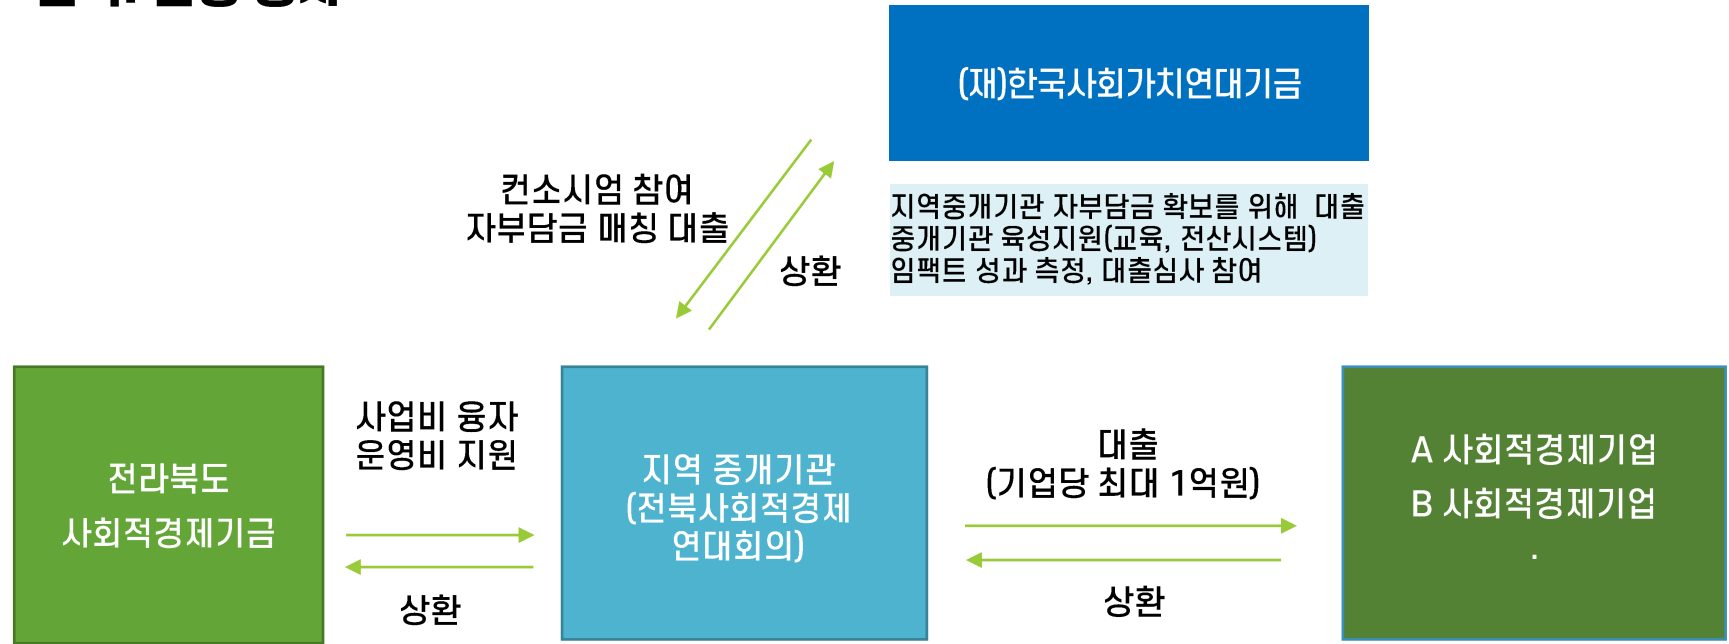 (재)한국사회가치연대기금
컨소시엄 참여
자부담금 매칭 대출
상환
지역중개기관 자부담금 확보를 위해 대출
중개기관 육성지원(교육, 전산시스템)
임팩트 성과 측정, 대출심사 참여
전라북도
사회적경제기금
사업비 융자
운영비 지원
상환
지역 중개기관
(전북사회적경제
연대회의)
대출
(기업당 최대 1억원)
상환
A 사회적경제기업
B 사회적경제기업
.